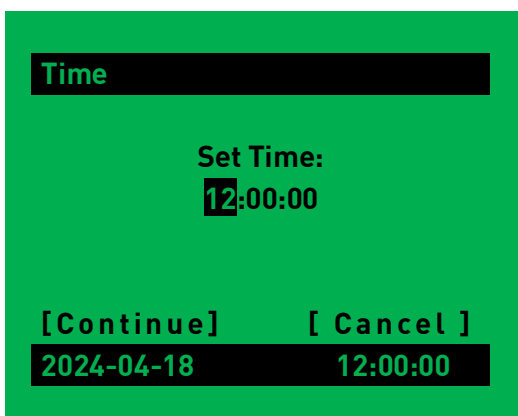 Time
Set Time:
12:00:00
[Continue] [ Cancel ]
2024-04-18 12:00:00